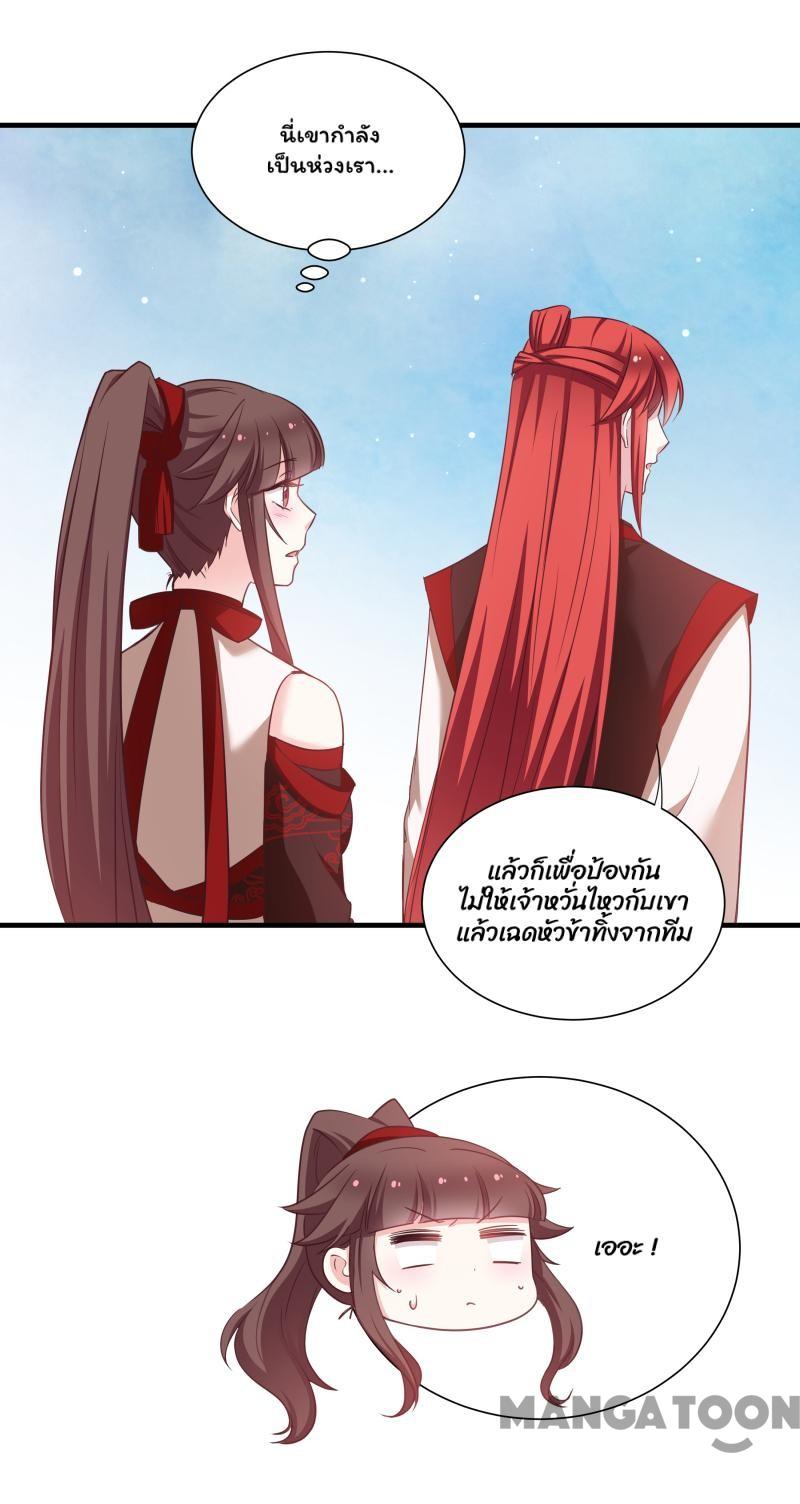 นี่เขากำลัง
เป็นห่วงเรา...
แล้วก็เพื่อป้องกัน
ไม่ให้เจ้าหวั่นไหวกับเขา
แล้วเฉดหัวข้าทิ้งจากทีม
เออะ !
MANGATOON